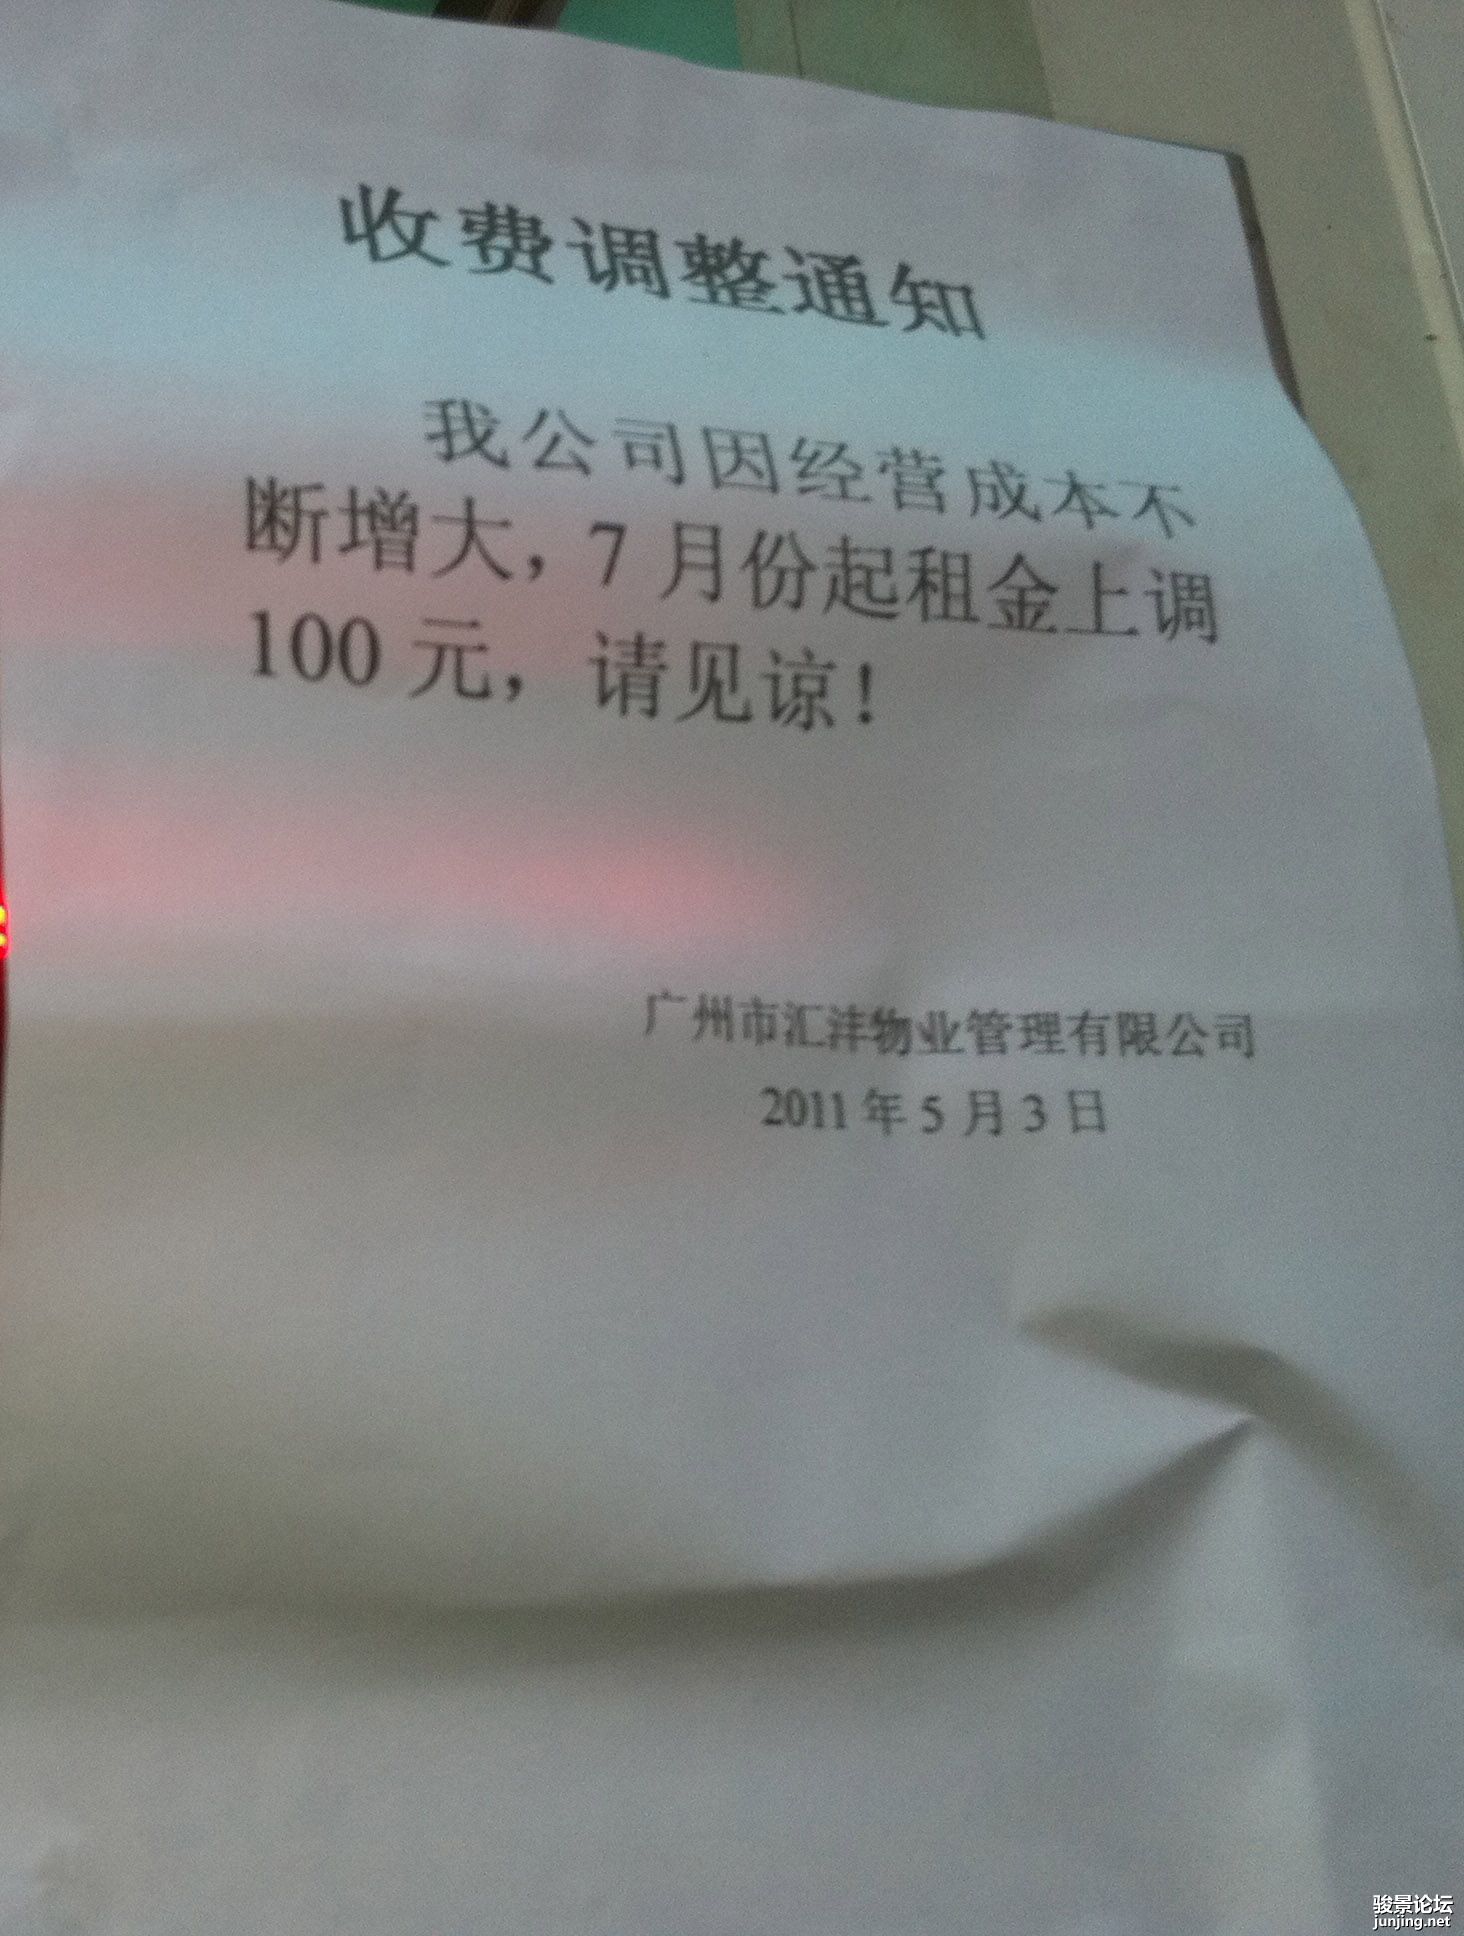 收费调整通知
我公司因经营成本不
断增大，7月份起租金上调
100元，请见谅！
广州市汇沣物业管理有限公司
2011年5月3日
骏景论坛
junjing.net